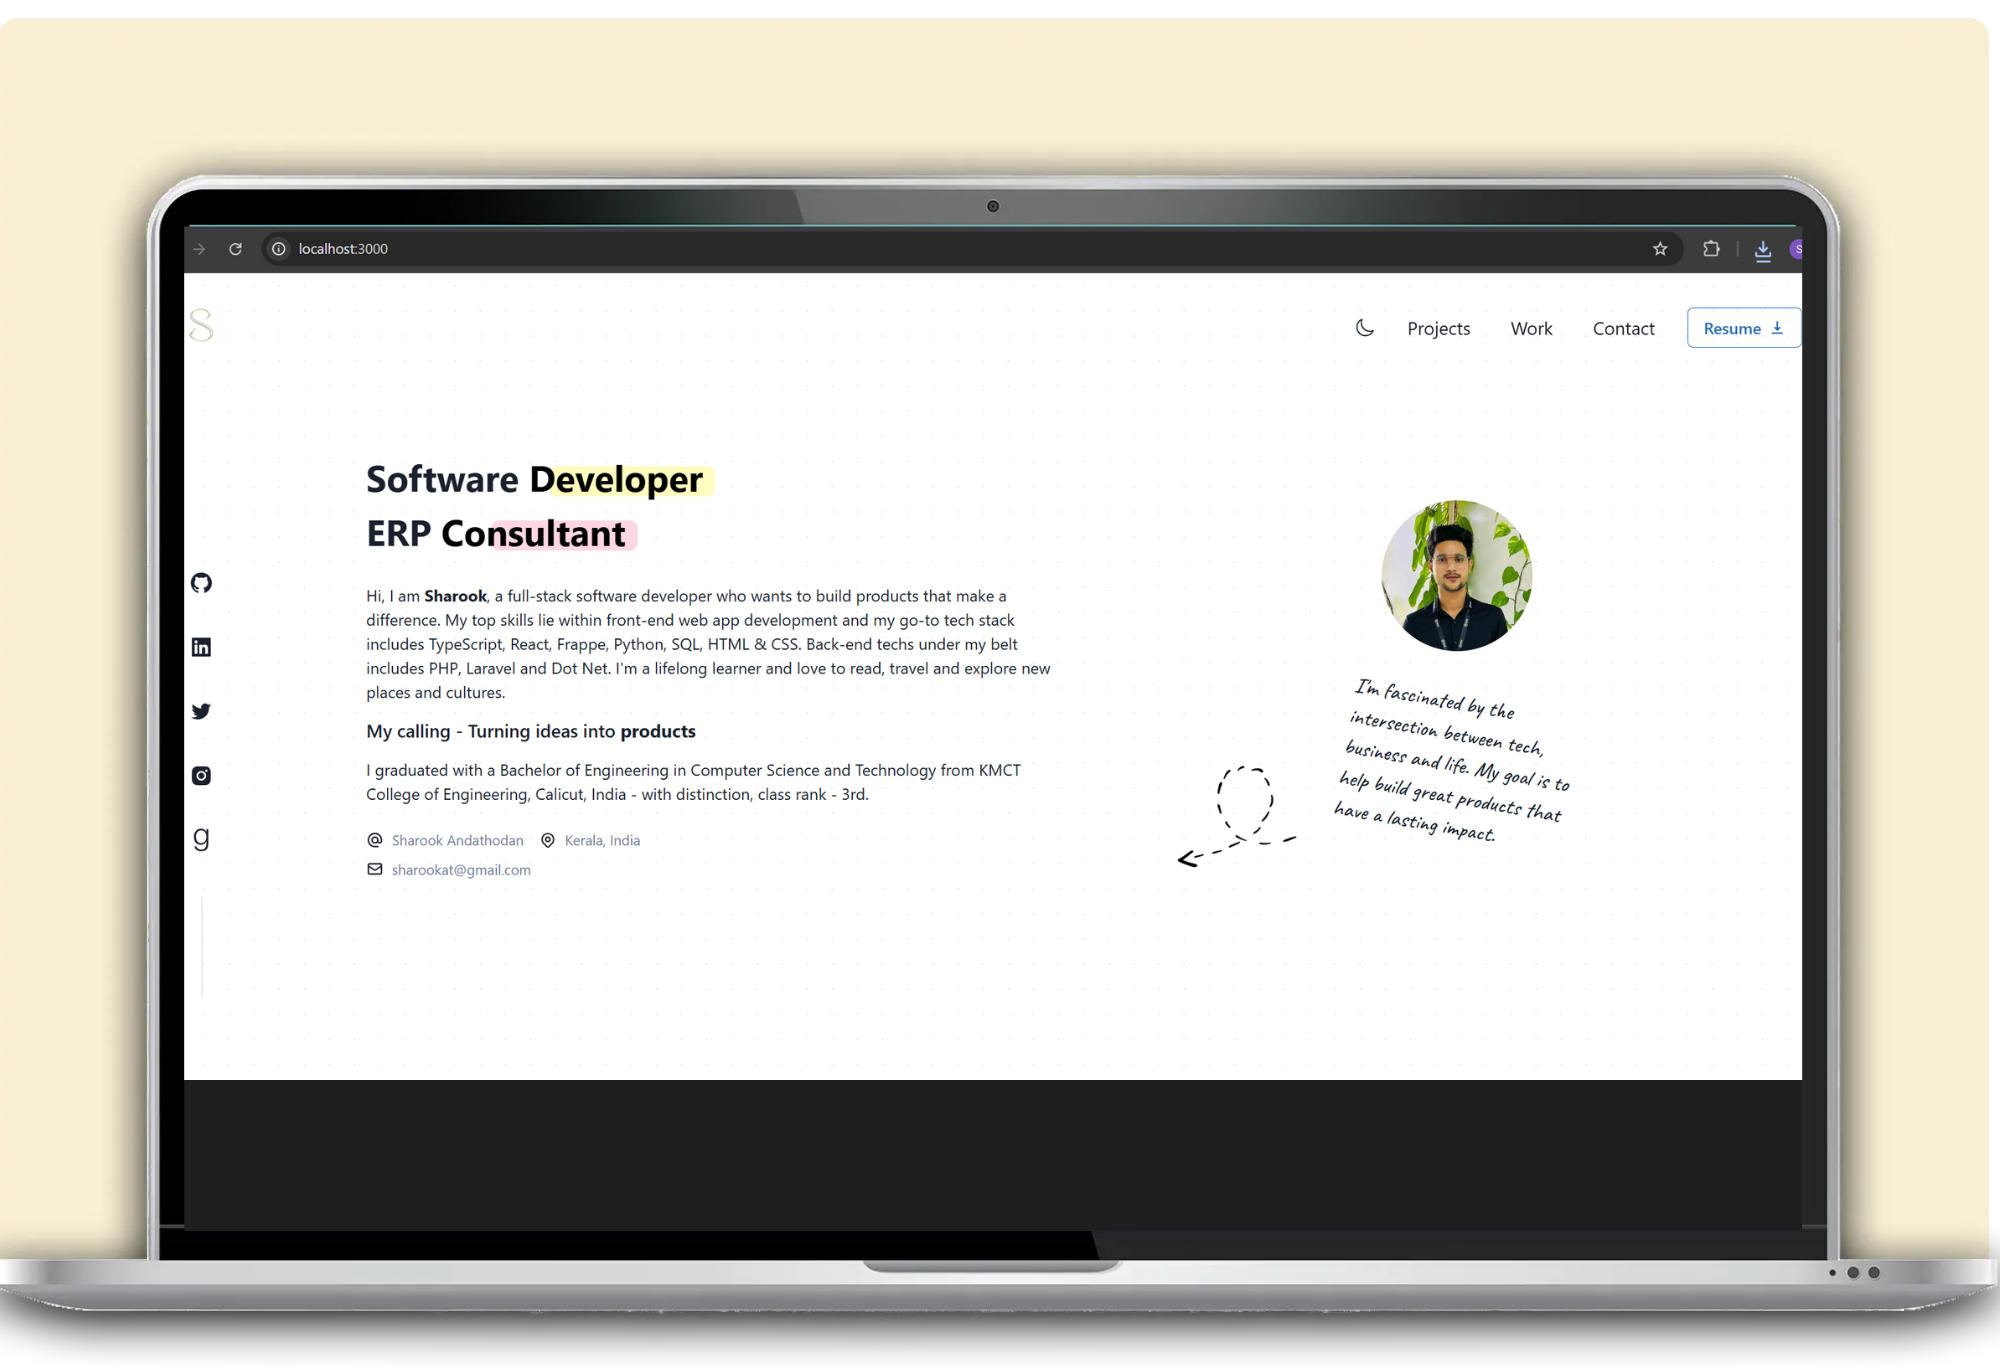 localhost:3000
S
S
Projects Work Contact Resume
Software Developer
ERP Consultant
Hi, I am Sharook, a full-stack software developer who wants to build products that make a
difference. My top skills lie within front-end web app development and my go-to tech stack
includes TypeScript, React, Frappe, Python, SQL, HTML & CSS. Back-end techs under my belt
includes PHP, Laravel and Dot Net. I'm a lifelong learner and love to read, travel and explore new
places and cultures.
My calling - Turning ideas into products
I graduated with a Bachelor of Engineering in Computer Science and Technology from KMCT
College of Engineering, Calicut, India - with distinction, class rank - 3rd.
Sharook Andathodan Kerala, India
sharookat@gmail.com
in
g
I'm fascinated by the
intersection between tech,
business and life. My goal is to
help build great products that
have a lasting impact.